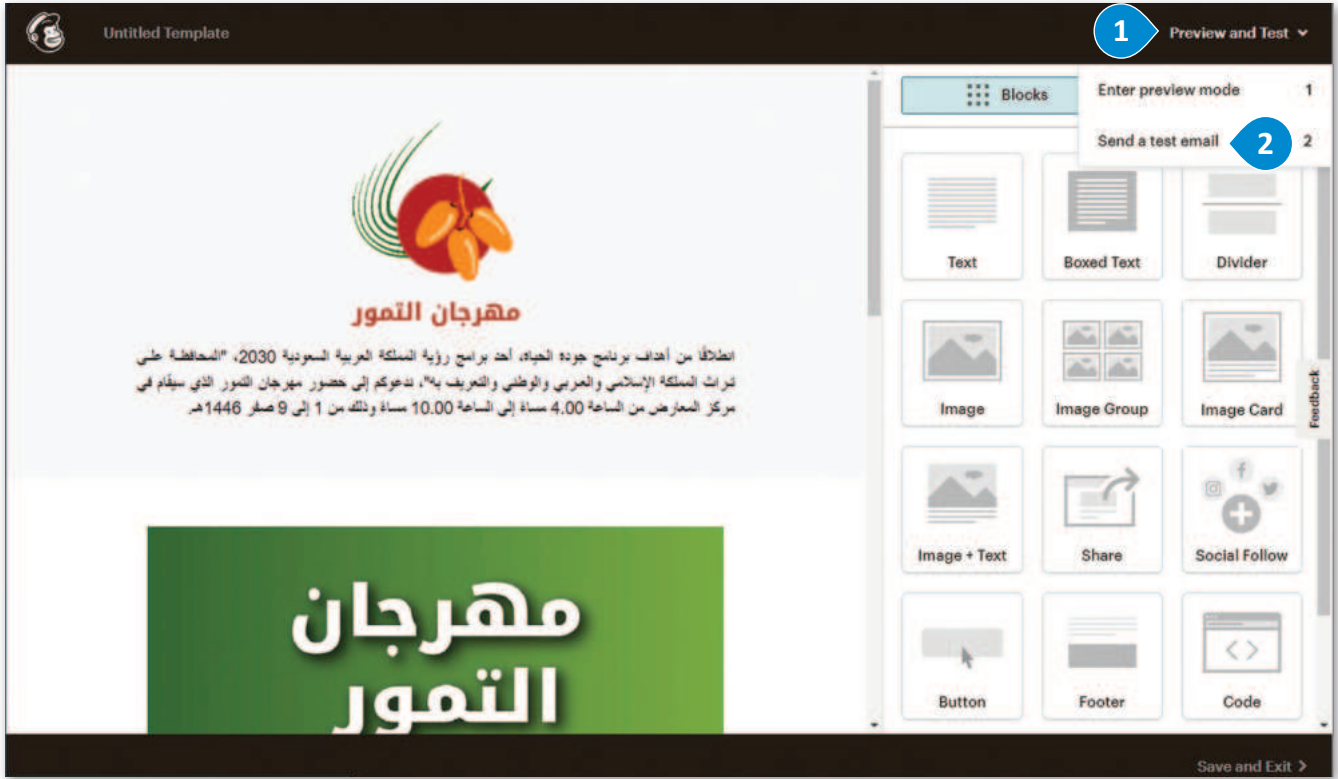 Untitled Template
1
Preview and Test
Blocks
Enter preview mode 1
Send a test email 2 2
Text
Boxed Text
Divider
مهرجان التمور
انطلاقًا من أهداف برنامج جودة الحياة، أحد برامج رؤية المملكة العربية السعودية 2030، "المحافظة على
تراث المملكة الإسلامي والعربي والوطني والتعريف به"، ندعوكم إلى حضور مهرجان التمور الذي سيقام في
مركز المعارض من الساعة 4.00 مساءً إلى الساعة 10.00 مساءً وذلك من 1 إلى 9 صفر 1446هـ.
Image
Image Group
Image Card
Feedback
Image + Text
Share
Social Follow
مهرجان
التمور
Button
Footer
Code
Save and Exit >